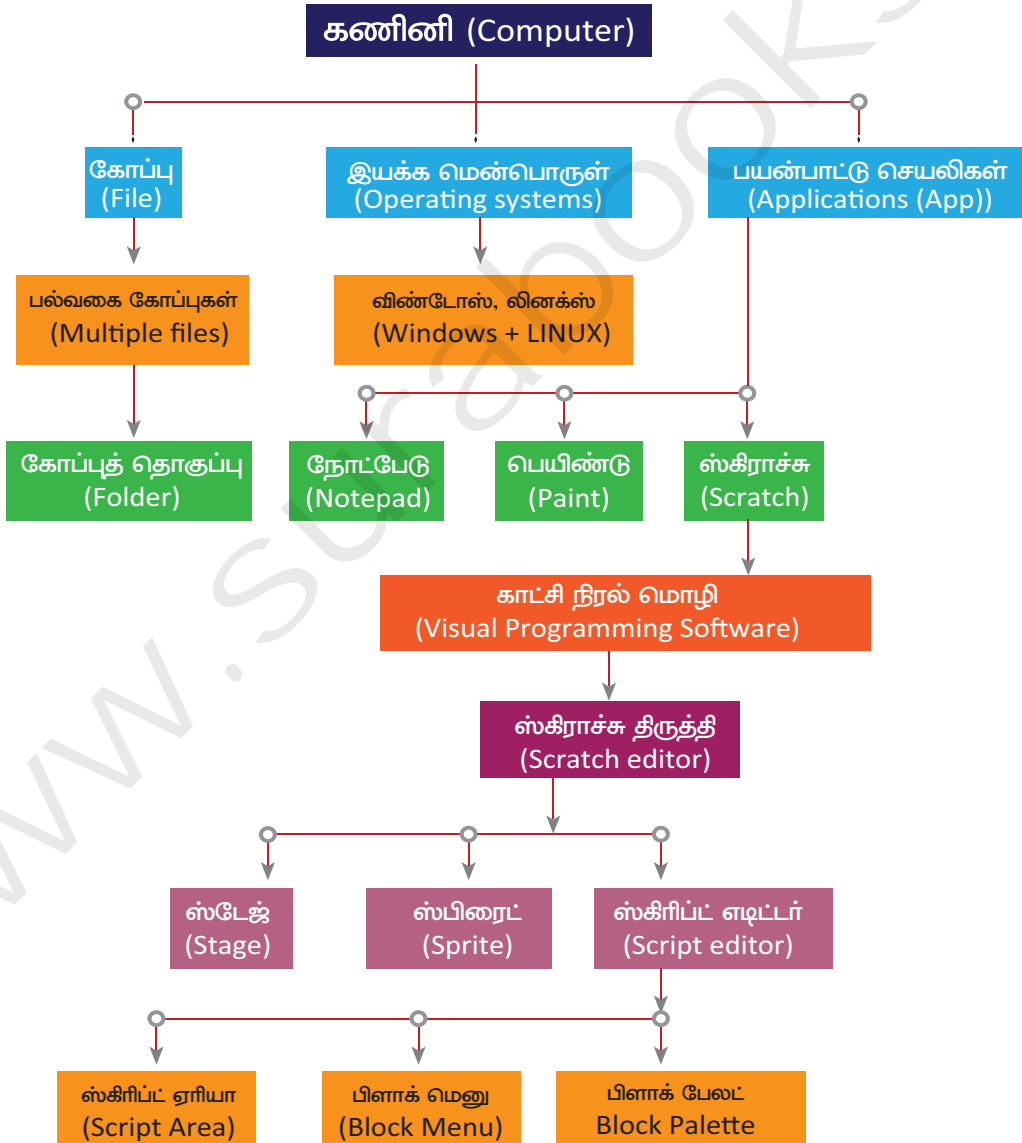 கணினி (Computer)
கோப்பு
(File)
இயக்க மென்பொருள்
(Operating systems)
பயன்பாட்டு செயலிகள்
(Applications (App))
பல்வகை கோப்புகள்
(Multiple files)
விண்டோஸ், லினக்ஸ்
(Windows + LINUX)
கோப்புத் தொகுப்பு
(Folder)
நோட்பேடு
(Notepad)
பெயிண்டு
(Paint)
ஸ்கிராச்சு
(Scratch)
காட்சி நிரல் மொழி
(Visual Programming Software)
ஸ்கிராச்சு திருத்தி
(Scratch editor)
ஸ்டேஜ்
(Stage)
ஸ்பிரைட்
(Sprite)
ஸ்கிரிப்ட் எடிட்டர்
(Script editor)
ஸ்கிரிப்ட் ஏரியா
(Script Area)
பிளாக் மெனு
(Block Menu)
பிளாக் பேலட்
Block Palette
www.surabooks